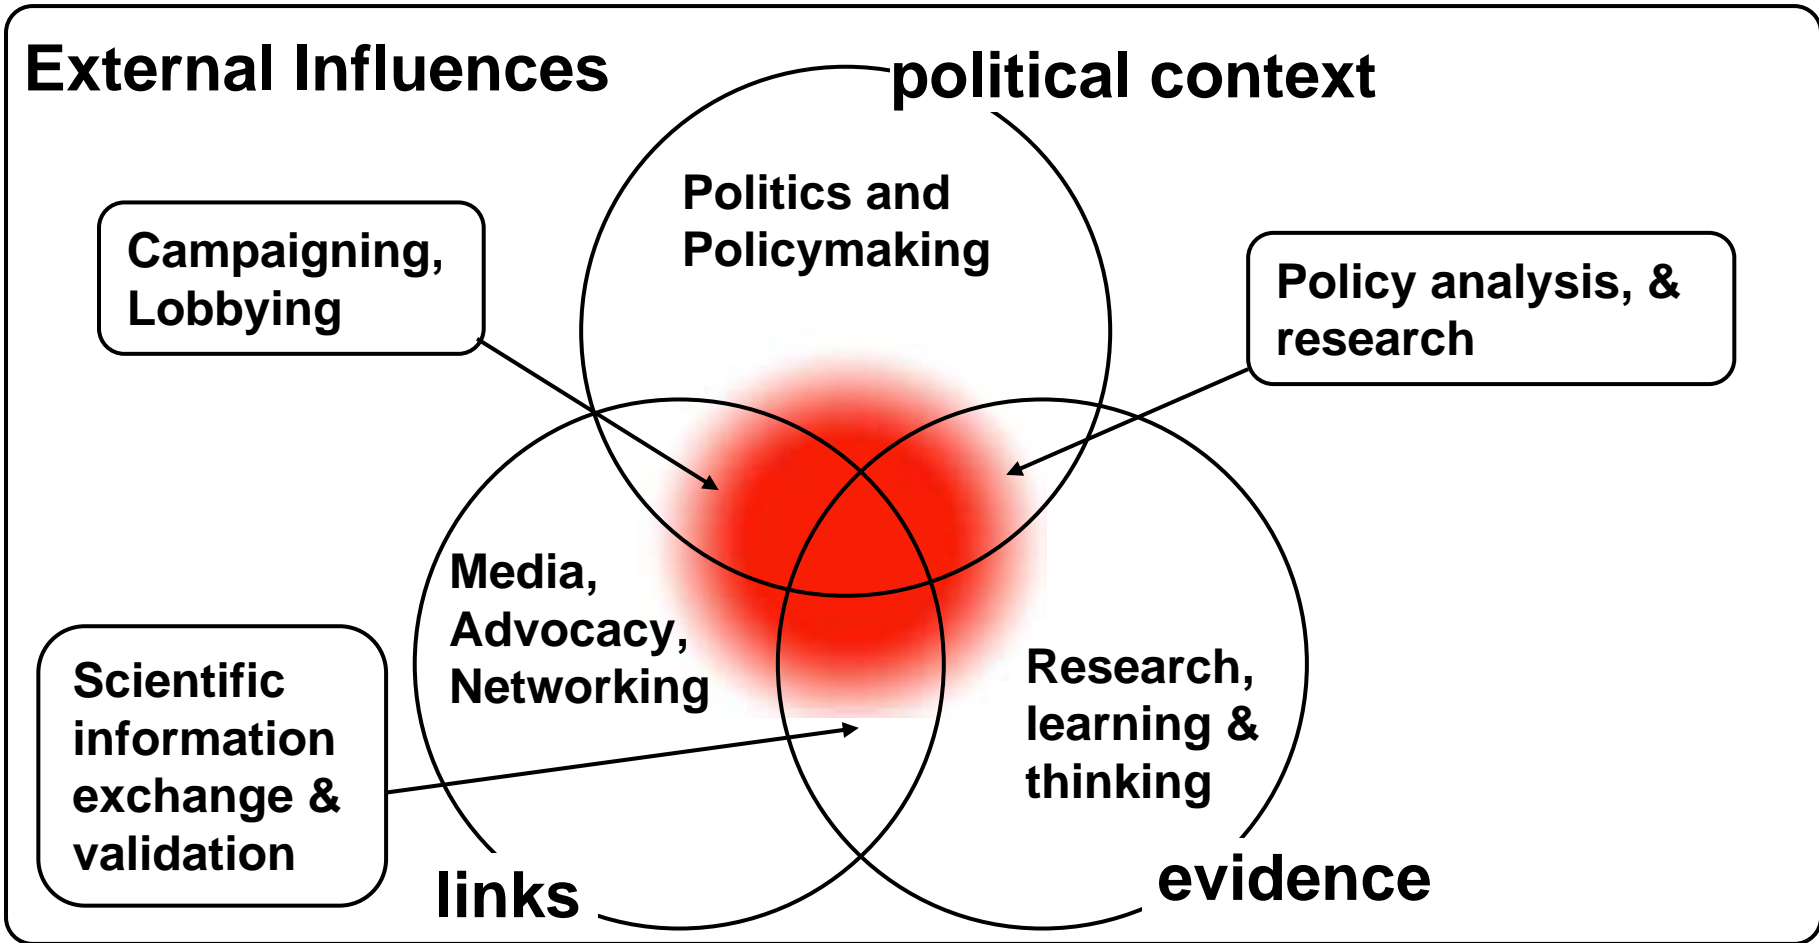 External Influences
political context
Politics and
Policymaking
Campaigning,
Lobbying
Policy analysis, &
research
Media,
Advocacy,
Networking
Scientific
information
exchange &
validation
Research,
learning &
thinking
links
evidence